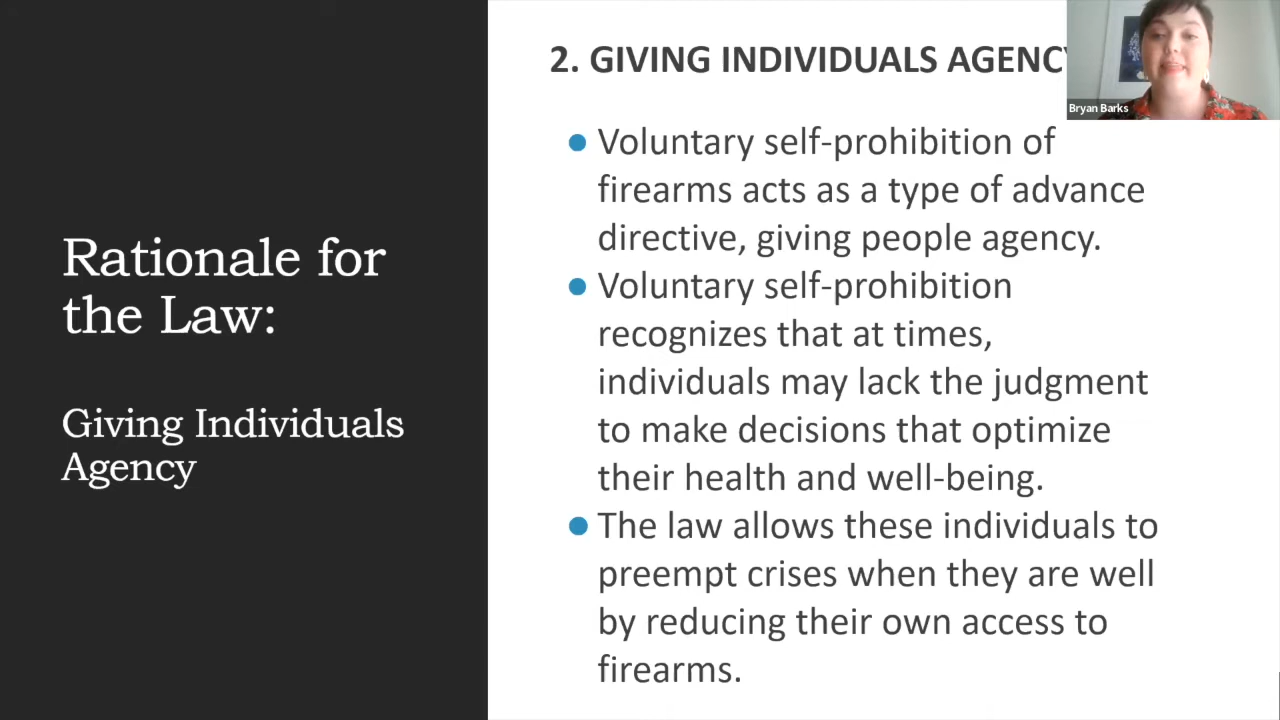 Rationale for
the Law:
Giving Individuals
Agency
2. GIVING INDIVIDUALS AGENCY
Bryan Barks
● Voluntary self-prohibition of
firearms acts as a type of advance
directive, giving people agency.
● Voluntary self-prohibition
recognizes that at times,
individuals may lack the judgment
to make decisions that optimize
their health and well-being.
● The law allows these individuals to
preempt crises when they are well
by reducing their own access to
firearms.